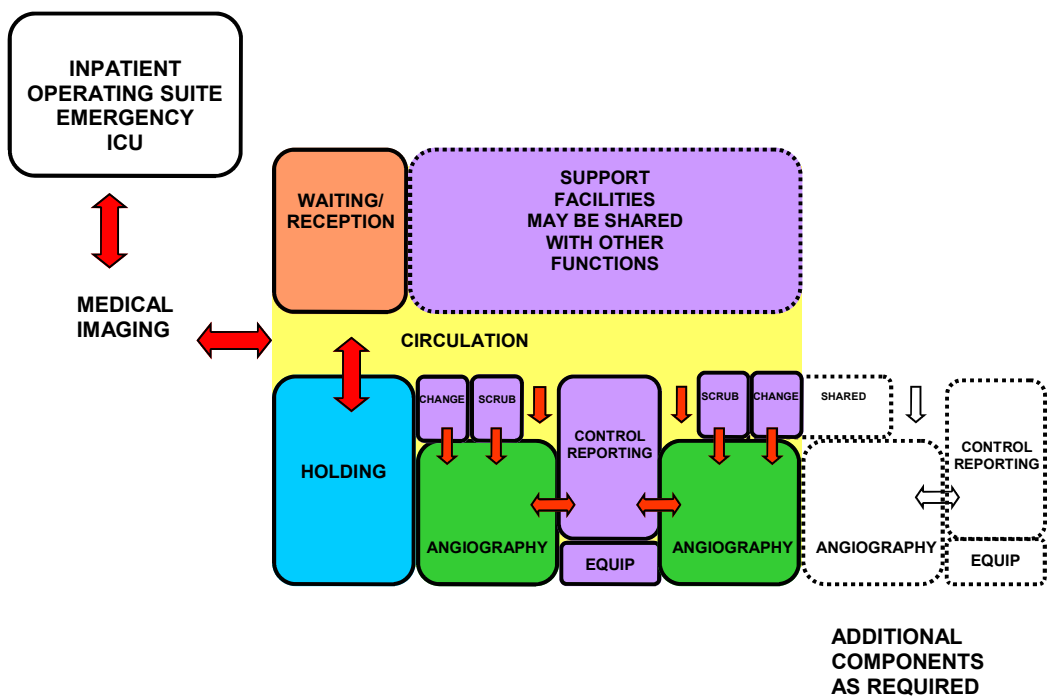 INPATIENT
OPERATING SUITE
EMERGENCY
ICU
WAITING/
RECEPTION
SUPPORT
FACILITIES
MAY BE SHARED
WITH OTHER
FUNCTIONS
MEDICAL
IMAGING
CIRCULATION
CHANGE
SCRUB
SCRUB
CHANGE
SHARED
HOLDING
CONTROL
REPORTING
CONTROL
REPORTING
ANGIOGRAPHY
ANGIOGRAPHY
ANGIOGRAPHY
EQUIP
EQUIP
ADDITIONAL
COMPONENTS
AS REQUIRED